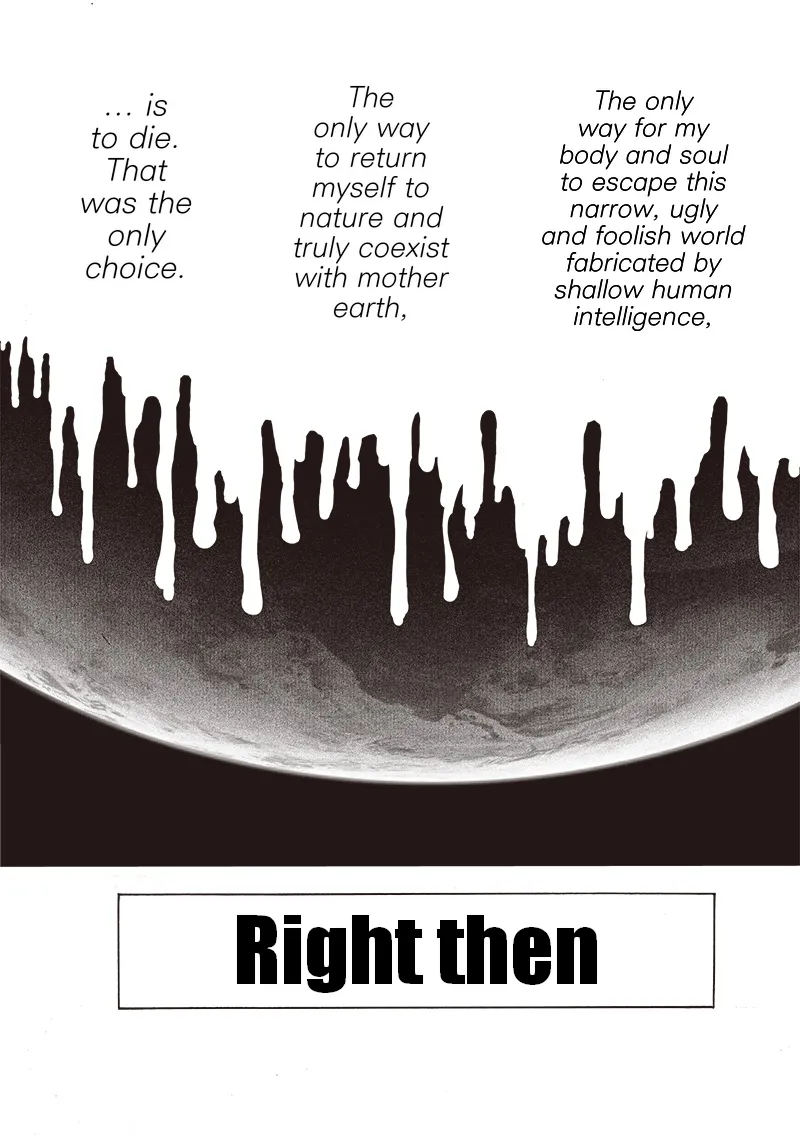 The only
way for my
body and soul
to escape this
narrow, ugly
and foolish world
fabricated by
shallow human
intelligence,
The
only way
to return
myself to
nature and
truly coexist
with mother
earth,
... is
to die.
That
was the
only
choice.
Right then